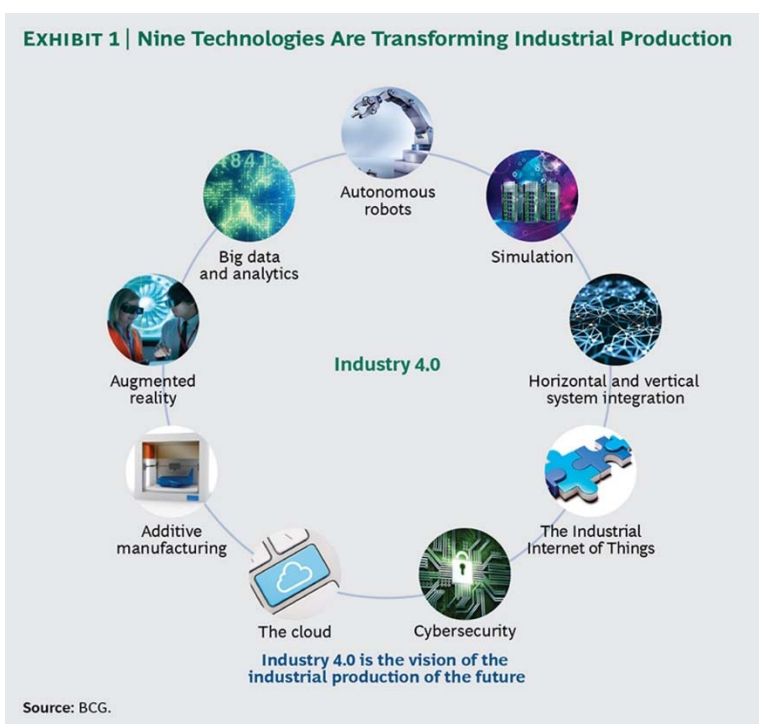 EXHIBIT 1 | Nine Technologies Are Transforming Industrial Production
Autonomous
robots
Simulation
Horizontal and vertical
system integration
The Industrial
Internet of Things
Cybersecurity
The cloud
Additive
manufacturing
Augmented
reality
Big data
and analytics
Industry 4.0
Industry 4.0 is the vision of the
industrial production of the future
Source: BCG.